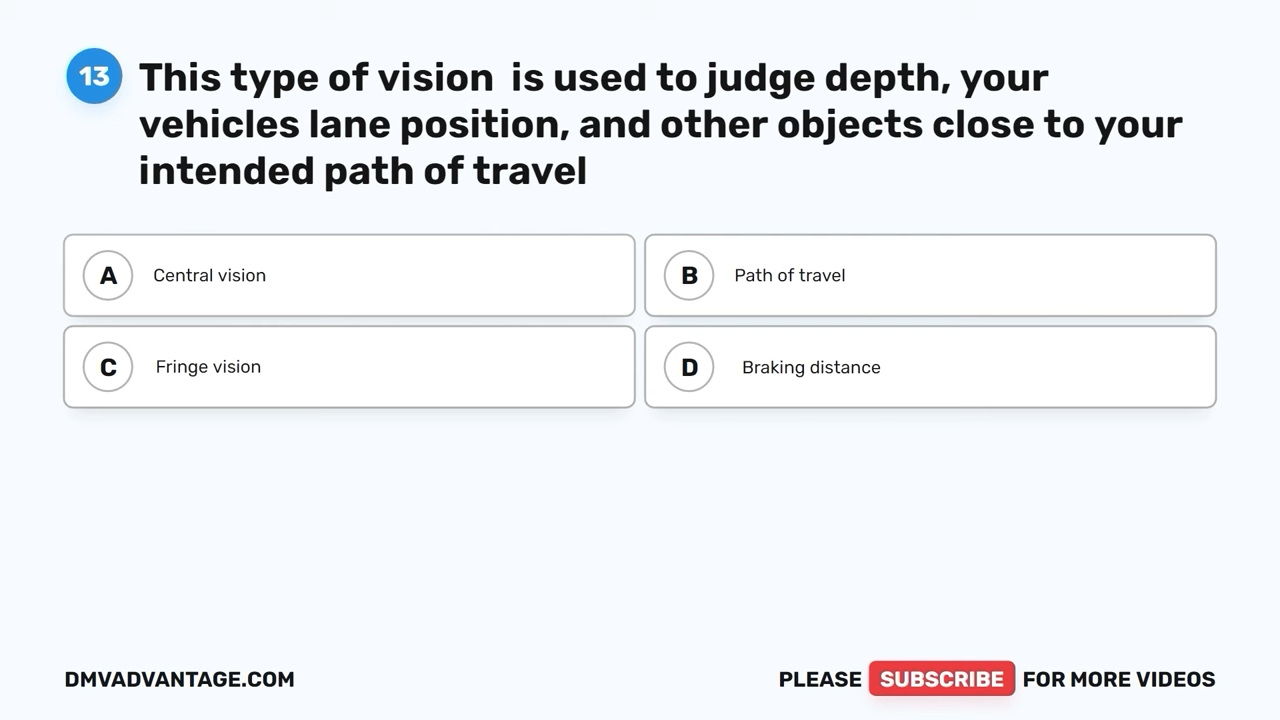 13 This type of vision is used to judge depth, your
vehicles lane position, and other objects close to your
intended path of travel
A Central vision
B Path of travel
C Fringe vision
D Braking distance
DMVADVANTAGE.COM
PLEASE SUBSCRIBE FOR MORE VIDEOS